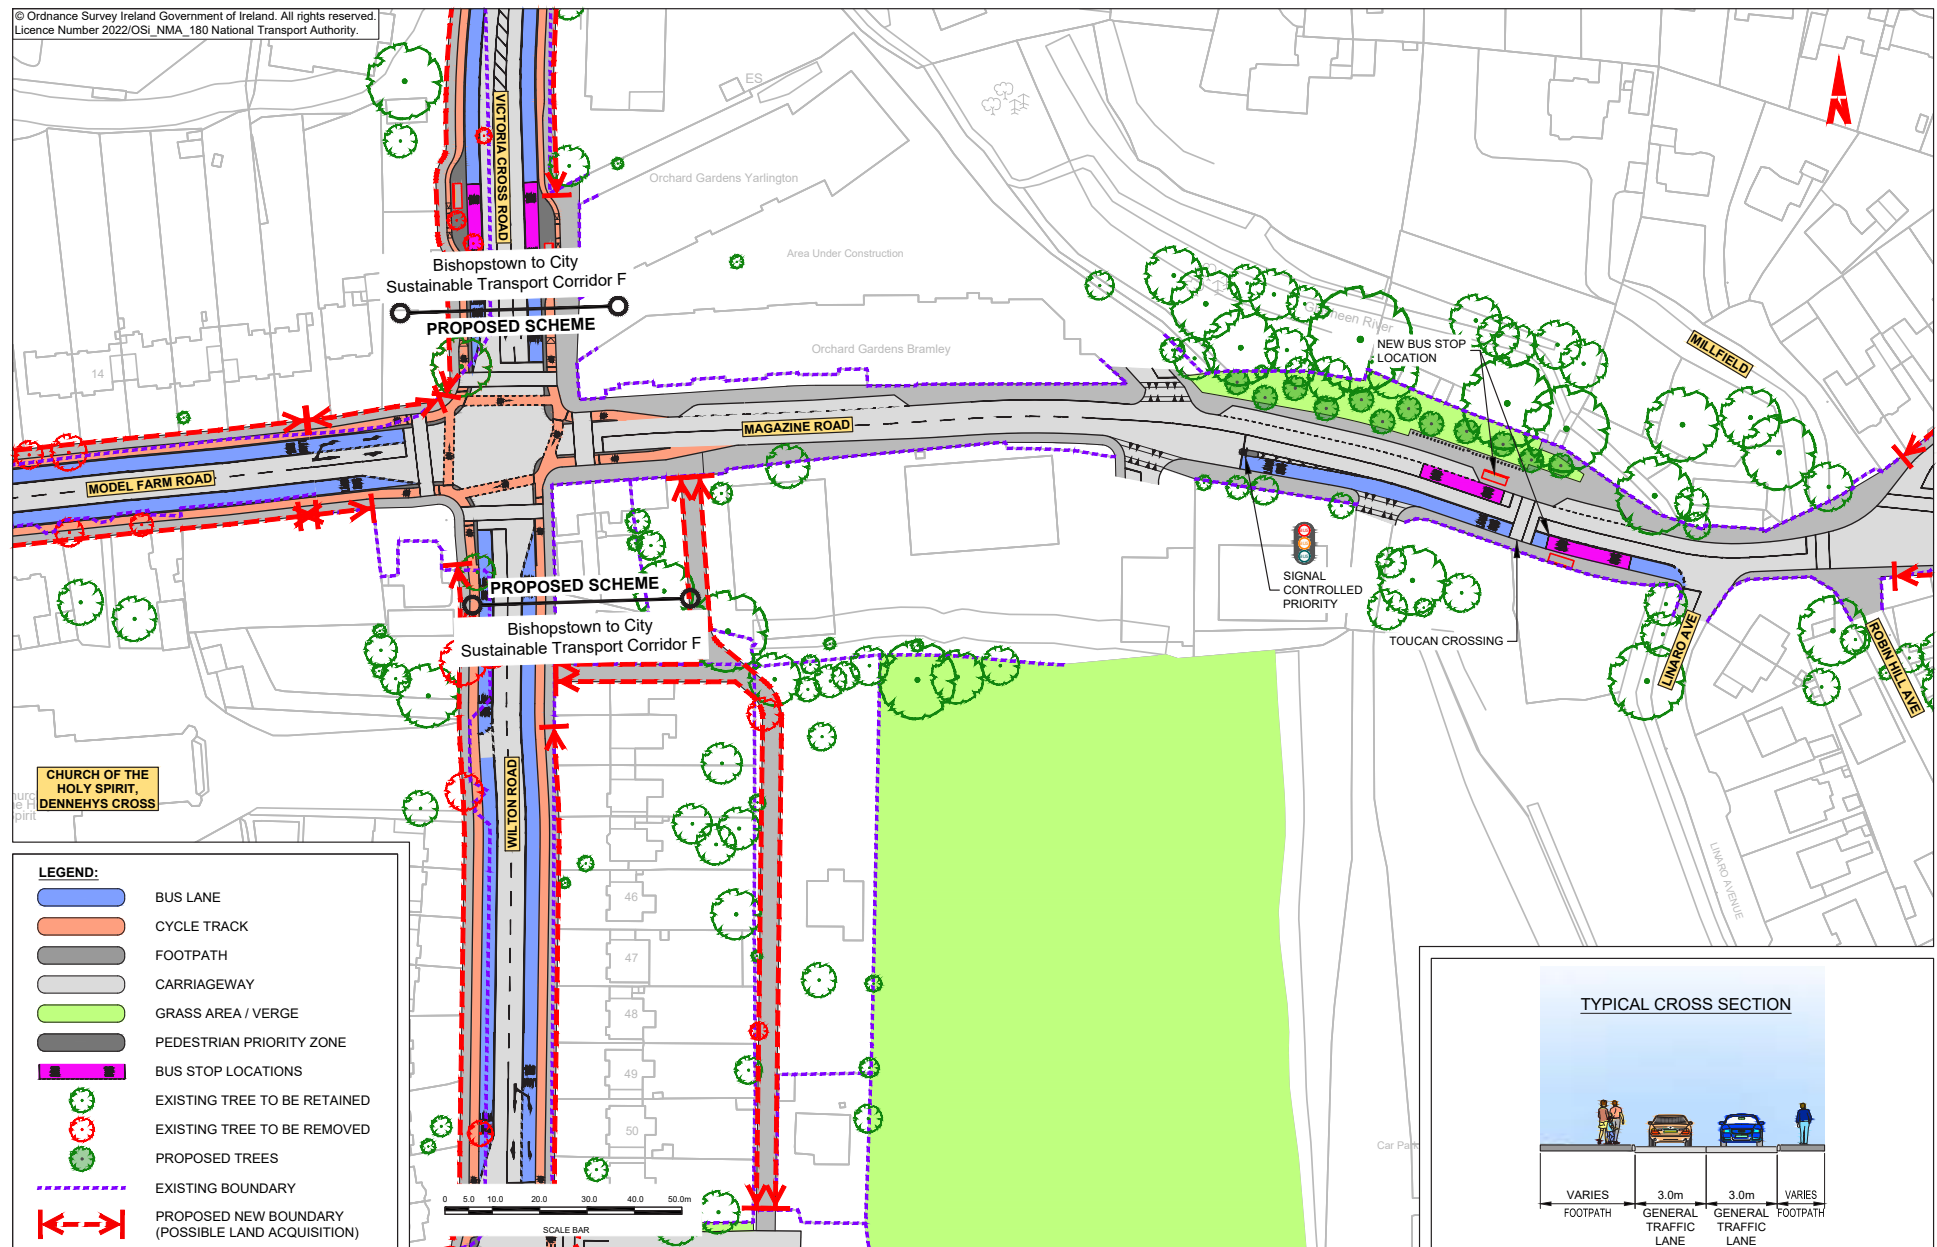 © Ordnance Survey Ireland Government of Ireland. All rights reserved.
Licence Number 2022/OSi_NMA_180 National Transport Authority.
VICTORIA CROSS ROAD
ES
Orchard Gardens Yarlington
Area Under Construction
Bishopstown to City
Sustainable Transport Corridor F
PROPOSED SCHEME
Orchard Gardens Bramley
14
NEW BUS STOP
LOCATION
MILLFIELD
MAGAZINE ROAD
MODEL FARM ROAD
SIGNAL
CONTROLLED
PRIORITY
TOUCAN CROSSING
LINARO AVE
ROBIN HILL AVE
PROPOSED SCHEME
Bishopstown to City
Sustainable Transport Corridor F
WILTON ROAD
CHURCH OF THE
HOLY SPIRIT,
DENNEHYS CROSS
LINARO AVENUE
46
47
48
49
50
Car Park
LEGEND:
BUS LANE
CYCLE TRACK
FOOTPATH
CARRIAGEWAY
GRASS AREA / VERGE
PEDESTRIAN PRIORITY ZONE
BUS STOP LOCATIONS
EXISTING TREE TO BE RETAINED
EXISTING TREE TO BE REMOVED
PROPOSED TREES
EXISTING BOUNDARY
PROPOSED NEW BOUNDARY
(POSSIBLE LAND ACQUISITION)
0 5.0 10.0 20.0 30.0 40.0 50.0m
SCALE BAR
TYPICAL CROSS SECTION
VARIES 3.0m 3.0m VARIES
FOOTPATH GENERAL GENERAL FOOTPATH
TRAFFIC TRAFFIC
LANE LANE